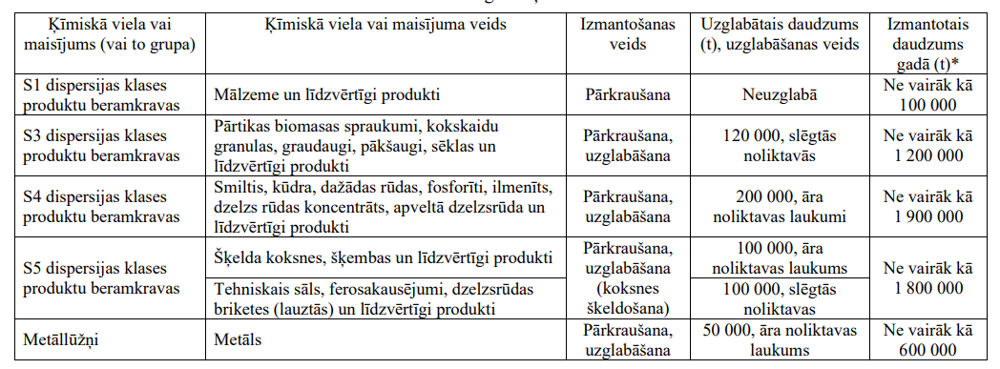 Ķīmiskā viela vai
maisījums (vai to grupa)
Ķīmiskā viela vai maisījuma veids
Izmantošanas
veids
Uzglabātais daudzums
(t), uzglabāšanas veids
Izmantotais
daudzums
gadā (t)*
S1 dispersijas klases
produktu beramkravas
Mālzeme un līdzvērtīgi produkti
Pārkraušana
Neuzglabā
Ne vairāk kā
100 000
S3 dispersijas klases
produktu beramkravas
Pārtikas biomasas spraukumi, kokskaidu
granulas, graudaugi, pākšaugi, sēklas un
līdzvērtīgi produkti
Pārkraušana,
uzglabāšana
120 000, slēgtās
noliktavās
Ne vairāk kā
1 200 000
S4 dispersijas klases
produktu beramkravas
Smiltis, kūdra, dažādas rūdas, fosforīti, ilmenīts,
dzelzs rūdas koncentrāts, apveltā dzelzsrūda un
līdzvērtīgi produkti
Pārkraušana,
uzglabāšana
200 000, āra
noliktavas laukumi
Ne vairāk kā
1 900 000
S5 dispersijas klases
produktu beramkravas
Šķelda koksnes, šķembas un līdzvērtīgi produkti
Tehniskais sāls, ferosakausējumi, dzelzsrūdas
briketes (lauztās) un līdzvērtīgi produkti
Pārkraušana,
uzglabāšana
(koksnes
škeldošana)
100 000, āra
noliktavas laukums
100 000, slēgtās
noliktavas
Ne vairāk kā
1 800 000
Metāllūžņi
Metāls
Pārkraušana,
uzglabāšana
50 000, āra noliktavas
laukums
Ne vairāk kā
600 000